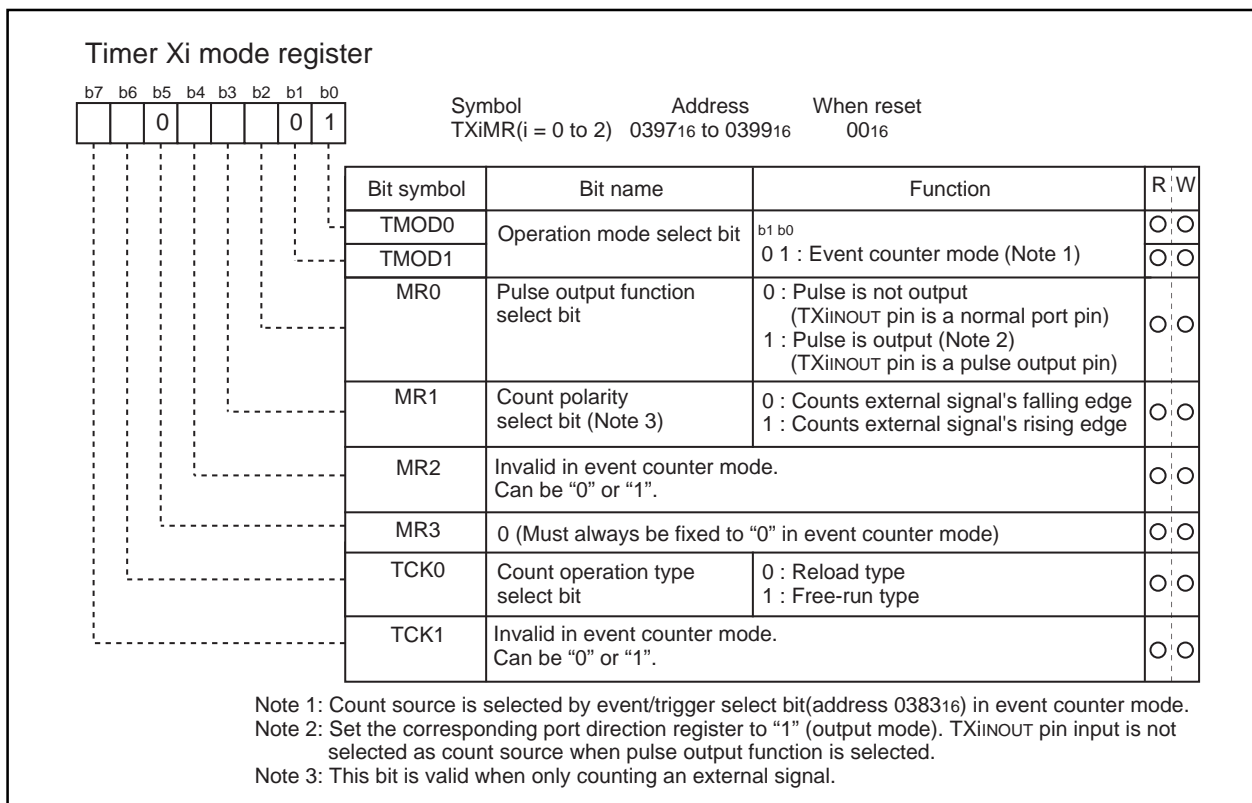 Timer Xi mode register
b7 b6 b5 b4 b3 b2 b1 b0
0 0 1
Symbol Address When reset
TXiMR(i = 0 to 2) 039716 to 039916 0016
Bit symbol Bit name Function R W
TMOD0 Operation mode select bit b1 b0
TMOD1 0 1 : Event counter mode (Note 1)
MR0 Pulse output function 0 : Pulse is not output
select bit (TXiINOUT pin is a normal port pin)
1 : Pulse is output (Note 2)
(TXiINOUT pin is a pulse output pin)
MR1 Count polarity 0 : Counts external signal's falling edge
select bit (Note 3) 1 : Counts external signal's rising edge
MR2 Invalid in event counter mode.
Can be “0” or “1”.
MR3 0 (Must always be fixed to “0” in event counter mode)
TCK0 Count operation type 0 : Reload type
select bit 1 : Free-run type
TCK1 Invalid in event counter mode.
Can be “0” or “1”.
Note 1: Count source is selected by event/trigger select bit(address 038316) in event counter mode.
Note 2: Set the corresponding port direction register to “1” (output mode). TXiINOUT pin input is not
selected as count source when pulse output function is selected.
Note 3: This bit is valid when only counting an external signal.